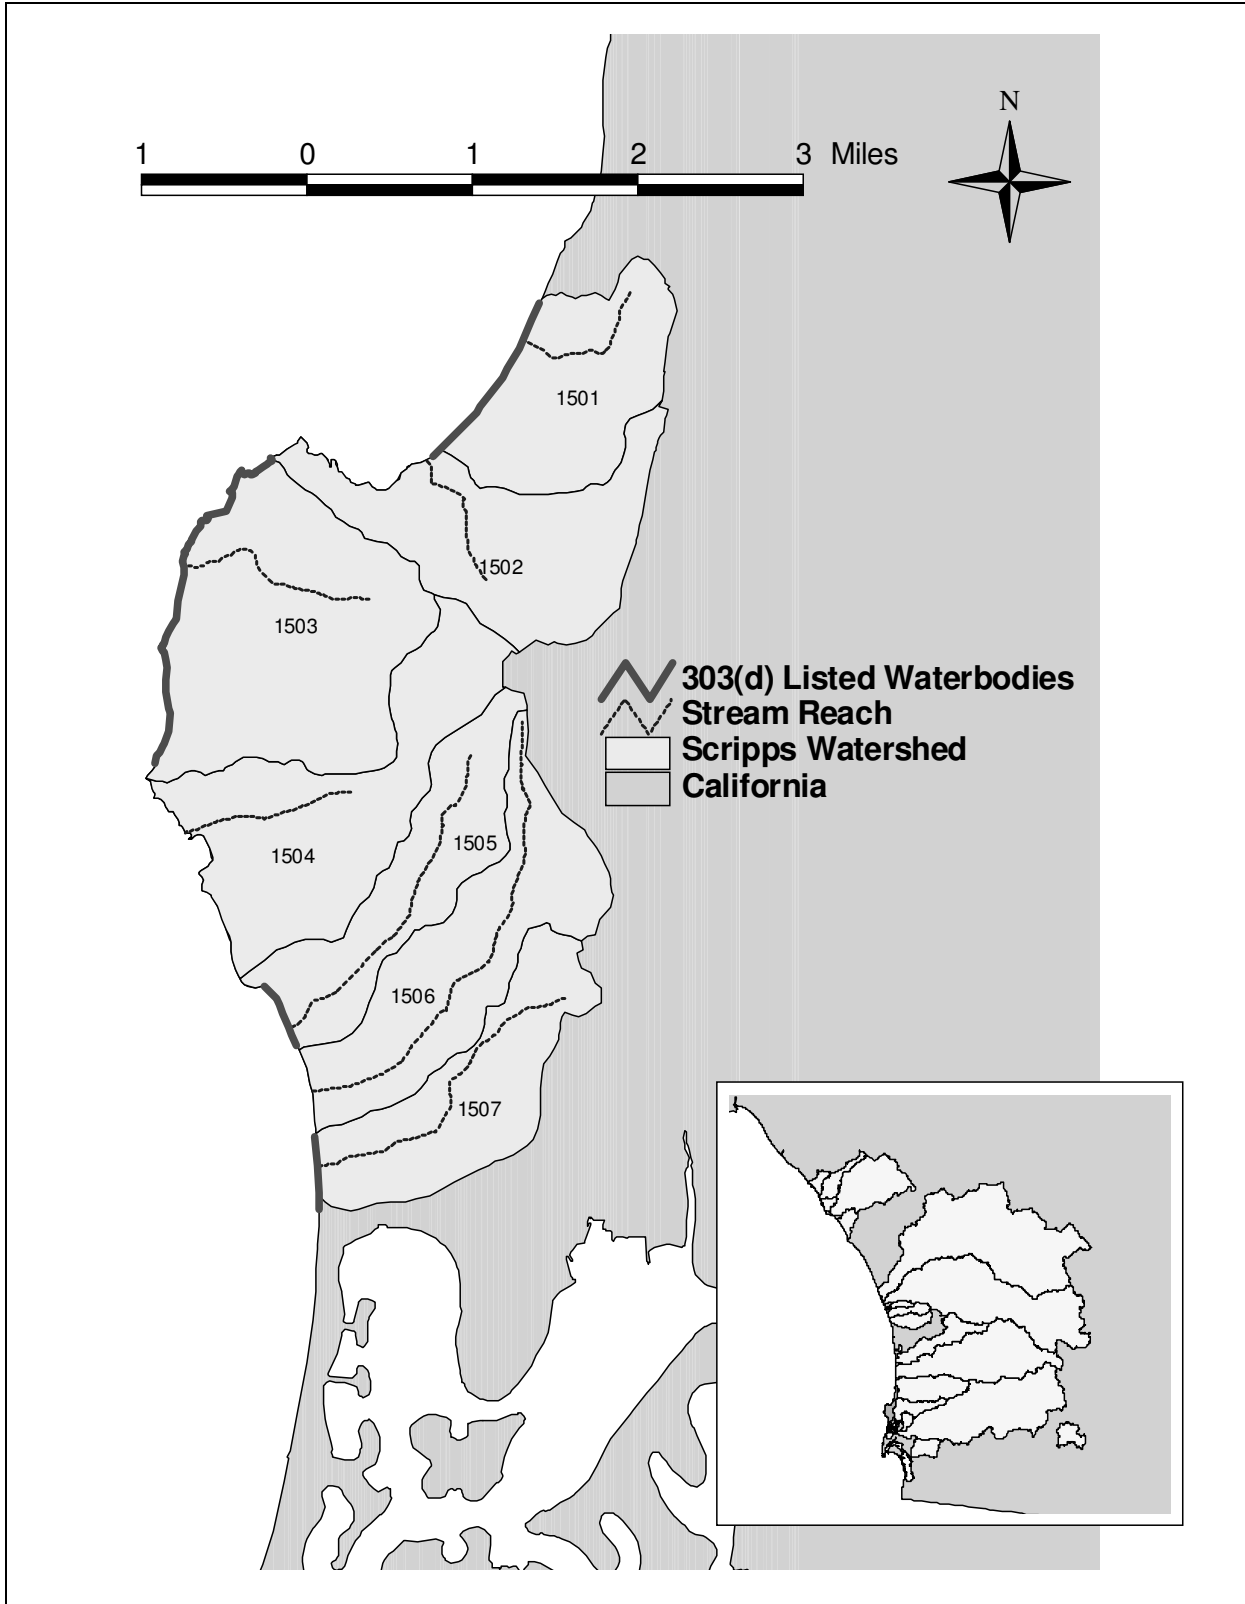 N
1 0 1 2 3 Miles
1501
1502
1503
303(d) Listed Waterbodies
Stream Reach
Scripps Watershed
California
1505
1504
1506
1507